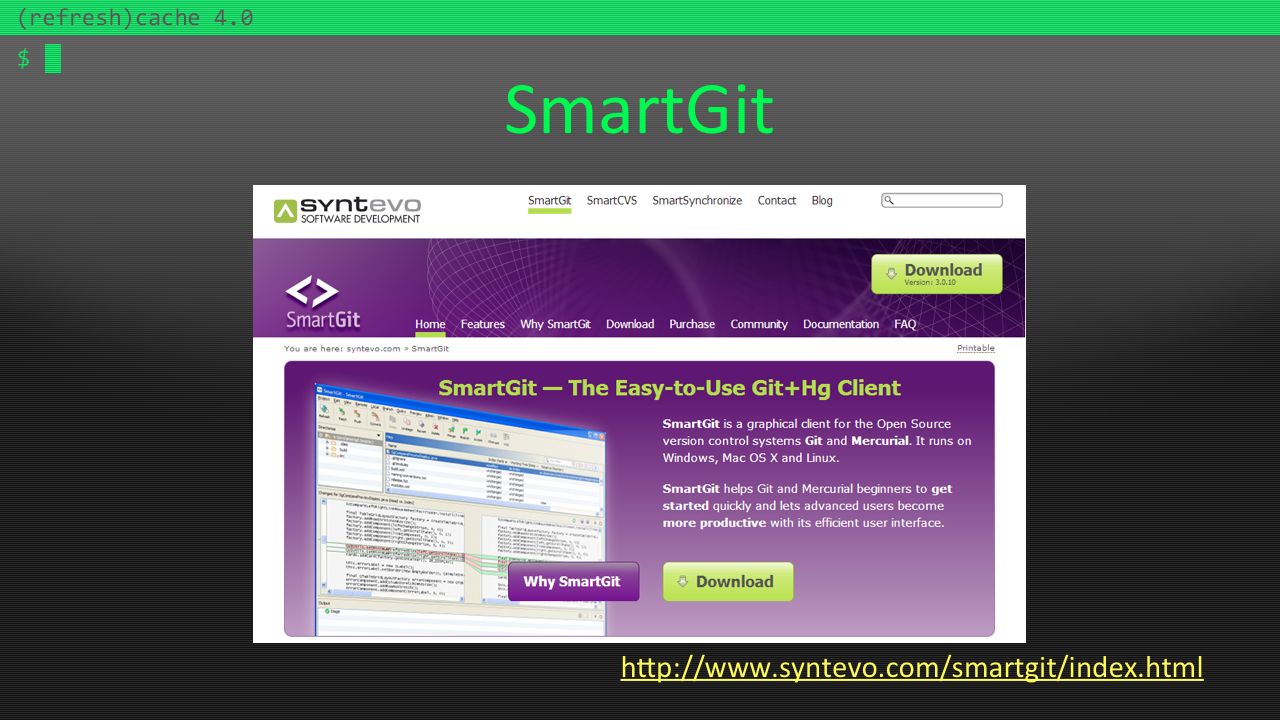 (refresh)cache 4.0
$
SmartGit
syntevo
SOFTWARE DEVELOPMENT
SmartGit SmartCVS SmartSynchronize Contact Blog
Download
Version: 3.0.10
SmartGit
Home Features Why SmartGit Download Purchase Community Documentation FAQ
You are here: syntevo.com » SmartGit
Printable
SmartGit — The Easy-to-Use Git+Hg Client
SmartGit is a graphical client for the Open Source
version control systems Git and Mercurial. It runs on
Windows, Mac OS X and Linux.
SmartGit helps Git and Mercurial beginners to get
started quickly and lets advanced users become
more productive with its efficient user interface.
Why SmartGit
Download
http://www.syntevo.com/smartgit/index.html